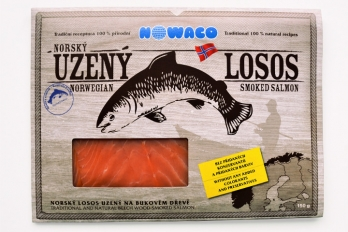 Tradiční receptura 100 % přírodní
NOWACO
Traditional 100 % natural recipes
NORSKÝ
UZENÝ LOSOS
NORWEGIAN SMOKED SALMON
BEZ PŘIDANÝCH
KONZERVANTŮ
A PŘIDANÝCH BARVIV
WITHOUT ANY ADDED
COLORANTS
AND PRESERVATIVES
NORSKÝ LOSOS UZENÝ NA BUKOVÉM DŘEVĚ
TRADITIONAL AND NATURAL BEECH WOOD SMOKED SALMON
100 g